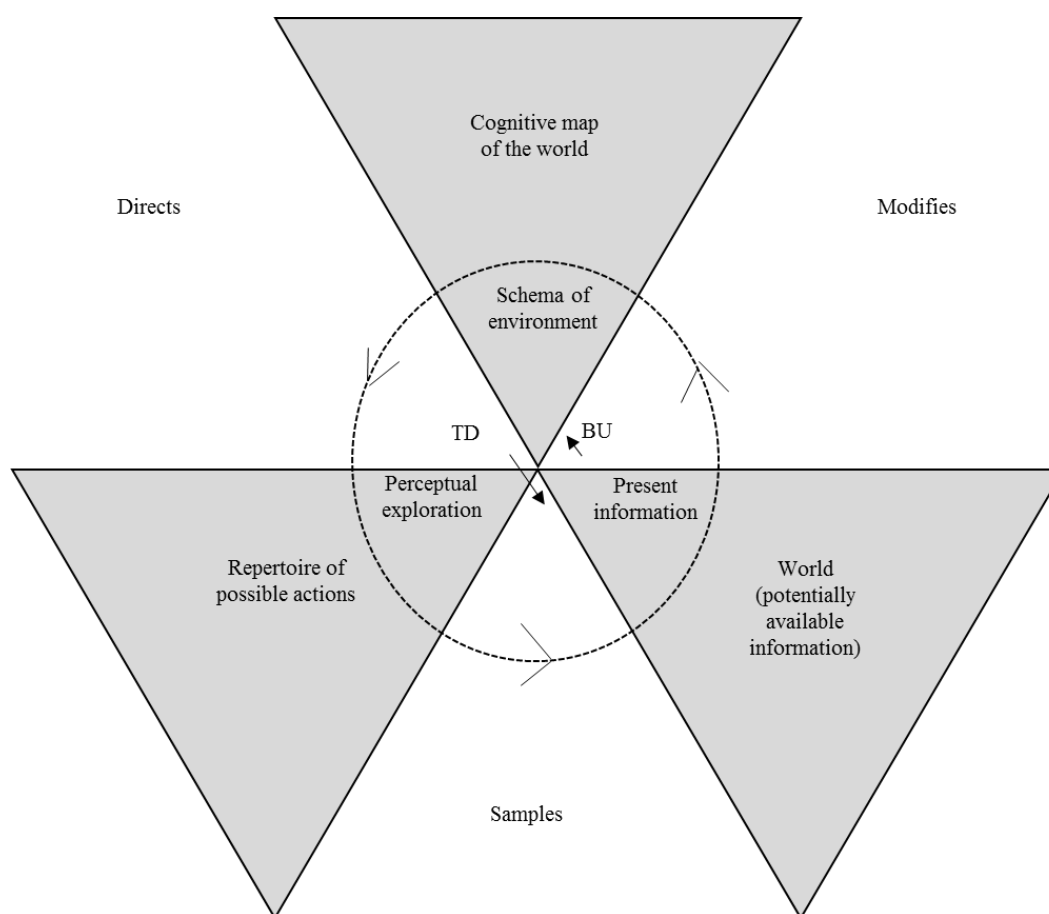 Cognitive map
of the world
Directs
Modifies
Schema of
environment
TD
BU
Perceptual
exploration
Present
information
Repertoire of
possible actions
World
(potentially
available
information)
Samples